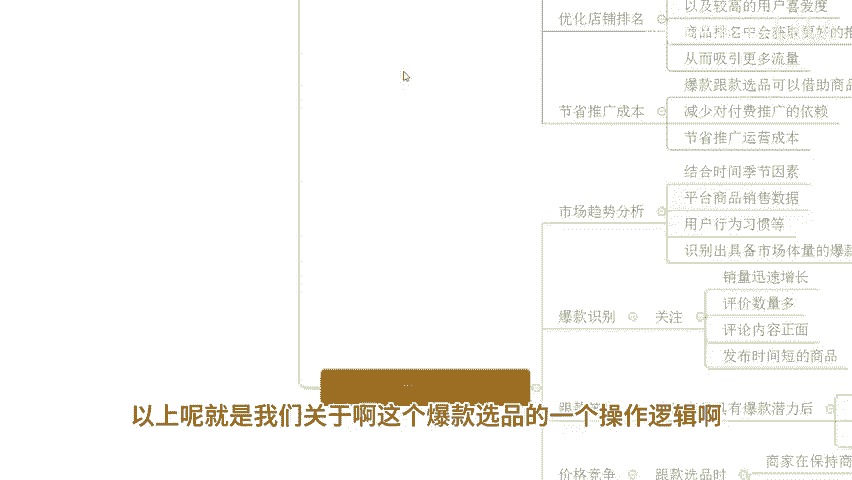 以及较高的用户喜爱度
优化店铺排名
商品排名中会获取更好的推
从而吸引更多流量
爆款跟款选品可以借助商品
节省推广成本
减少对付费推广的依赖
节省推广运营成本
结合时间季节因素
平台商品销售数据
市场趋势分析
用户行为习惯等
识别出具备市场体量的爆款
销量迅速增长
评价数量多
爆款识别
关注
评论内容正面
发布时间短的商品
具有爆款潜力后
以上呢就是我们关于啊这个爆款选品的一个操作逻辑啊
商家在保持商
价格竞争
跟款选品时